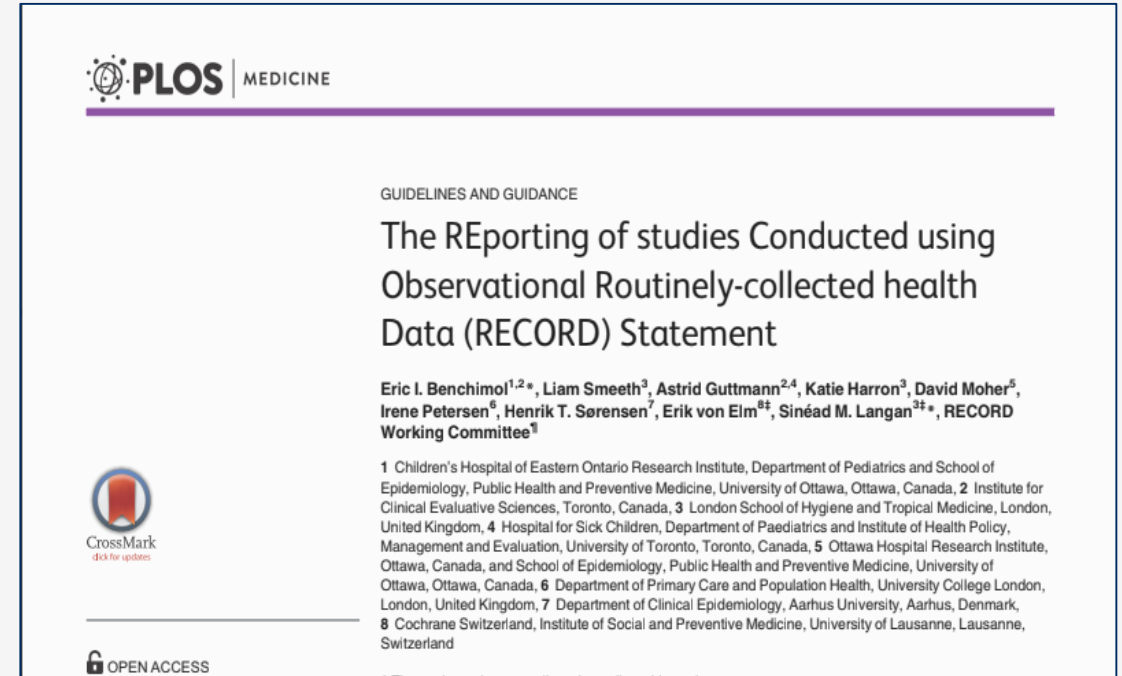 PLOS MEDICINE
GUIDELINES AND GUIDANCE
The REporting of studies Conducted using
Observational Routinely-collected health
Data (RECORD) Statement
Eric I. Benchimol1,2*, Liam Smeeth3, Astrid Guttmann2,4, Katie Harron3, David Moher5,
Irene Petersen6, Henrik T. Sørensen7, Erik von Elm8‡, Sinéad M. Langan3‡*, RECORD
Working Committee¶
1 Children's Hospital of Eastern Ontario Research Institute, Department of Pediatrics and School of
Epidemiology, Public Health and Preventive Medicine, University of Ottawa, Ottawa, Canada, 2 Institute for
Clinical Evaluative Sciences, Toronto, Canada, 3 London School of Hygiene and Tropical Medicine, London,
United Kingdom, 4 Hospital for Sick Children, Department of Paediatrics and Institute of Health Policy,
Management and Evaluation, University of Toronto, Toronto, Canada, 5 Ottawa Hospital Research Institute,
Ottawa, Canada, and School of Epidemiology, Public Health and Preventive Medicine, University of
Ottawa, Ottawa, Canada, 6 Department of Primary Care and Population Health, University College London,
London, United Kingdom, 7 Department of Clinical Epidemiology, Aarhus University, Aarhus, Denmark,
8 Cochrane Switzerland, Institute of Social and Preventive Medicine, University of Lausanne, Lausanne,
Switzerland
CrossMark
click for updates
OPEN ACCESS